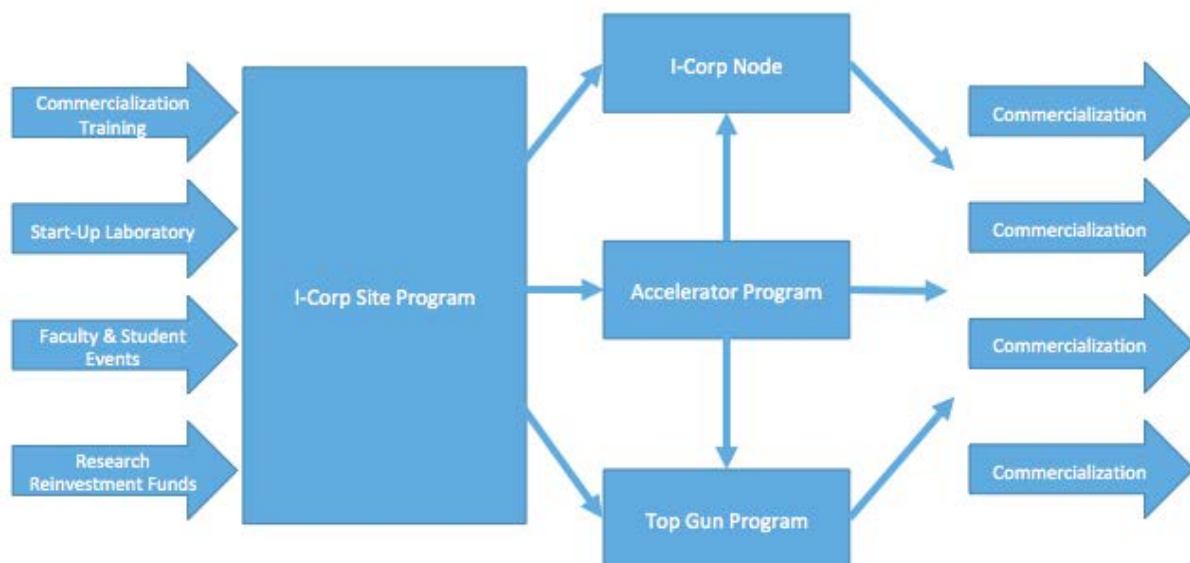 Commercialization
Training
Start-Up Laboratory
Faculty & Student
Events
Research
Reinvestment Funds
I-Corp Site Program
I-Corp Node
Accelerator Program
Top Gun Program
Commercialization
Commercialization
Commercialization
Commercialization